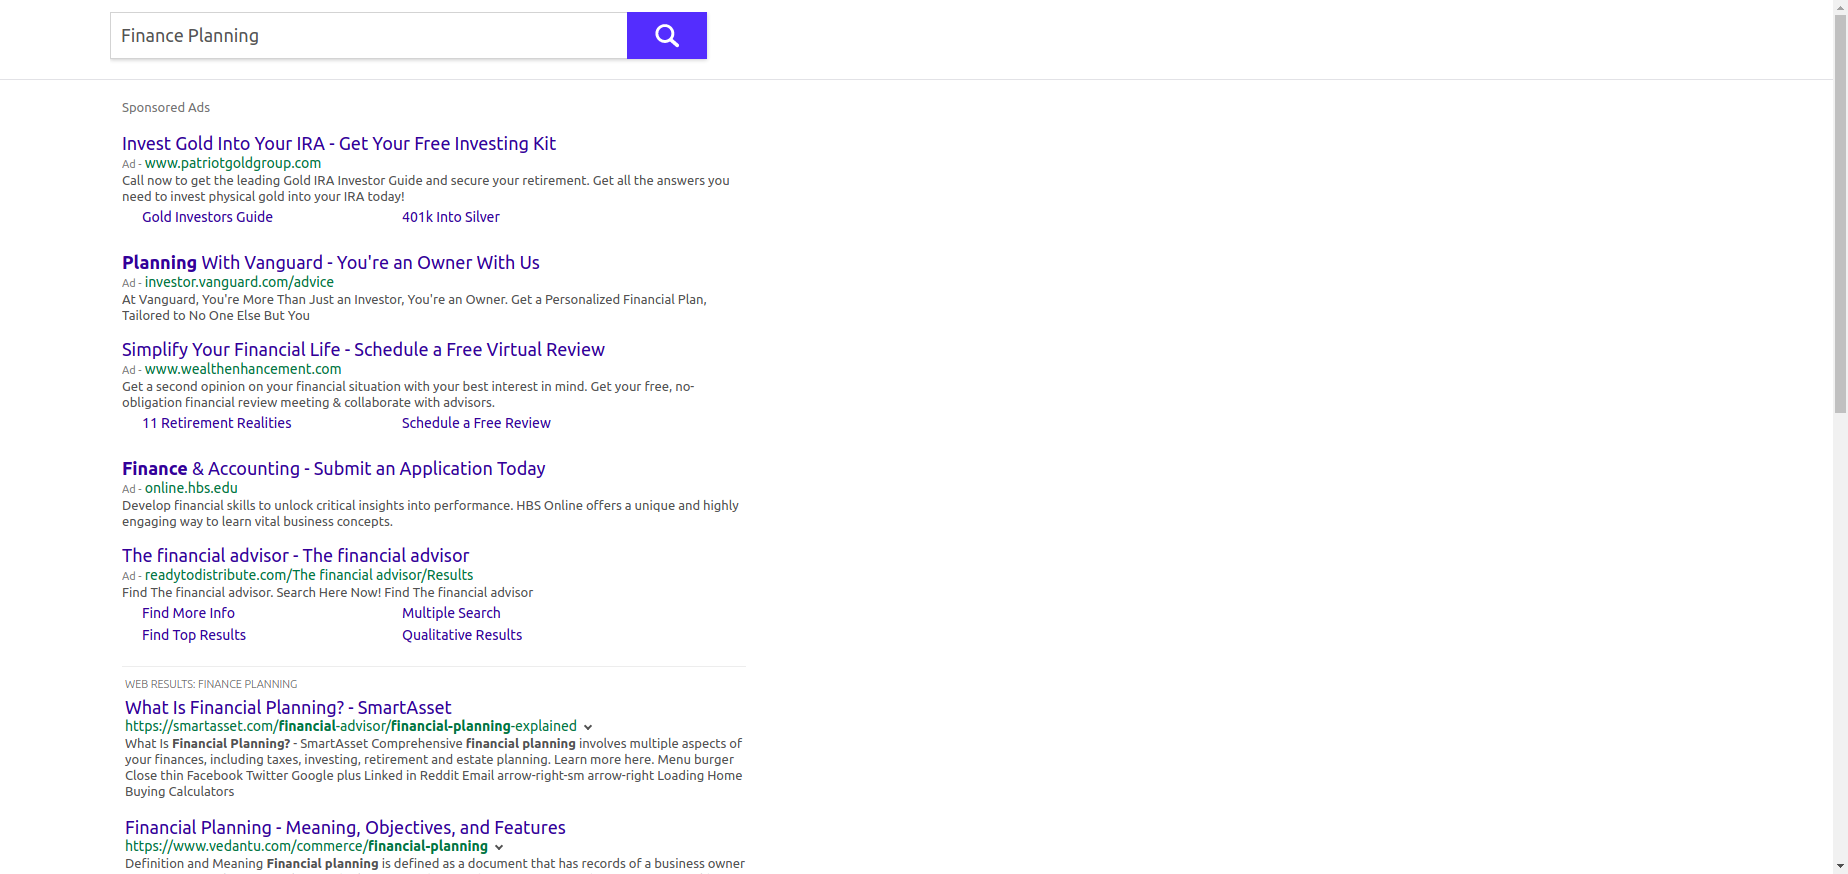 Finance Planning
Sponsored Ads
Invest Gold Into Your IRA - Get Your Free Investing Kit
Ad - www.patriotgoldgroup.com
Call now to get the leading Gold IRA Investor Guide and secure your retirement. Get all the answers you
need to invest physical gold into your IRA today!
Gold Investors Guide 401k Into Silver
Planning With Vanguard - You're an Owner With Us
Ad - investor.vanguard.com/advice
At Vanguard, You're More Than Just an Investor, You're an Owner. Get a Personalized Financial Plan,
Tailored to No One Else But You
Simplify Your Financial Life - Schedule a Free Virtual Review
Ad - www.wealthenhancement.com
Get a second opinion on your financial situation with your best interest in mind. Get your free, no-
obligation financial review meeting & collaborate with advisors.
11 Retirement Realities Schedule a Free Review
Finance & Accounting - Submit an Application Today
Ad - online.hbs.edu
Develop financial skills to unlock critical insights into performance. HBS Online offers a unique and highly
engaging way to learn vital business concepts.
The financial advisor - The financial advisor
Ad - readytodistribute.com/The financial advisor/Results
Find The financial advisor. Search Here Now! Find The financial advisor
Find More Info Multiple Search
Find Top Results Qualitative Results
WEB RESULTS: FINANCE PLANNING
What Is Financial Planning? - SmartAsset
https://smartasset.com/financial-advisor/financial-planning-explained
What Is Financial Planning? - SmartAsset Comprehensive financial planning involves multiple aspects of
your finances, including taxes, investing, retirement and estate planning. Learn more here. Menu burger
Close thin Facebook Twitter Google plus Linked in Reddit Email arrow-right-sm arrow-right Loading Home
Buying Calculators
Financial Planning - Meaning, Objectives, and Features
https://www.vedantu.com/commerce/financial-planning
Definition and Meaning Financial planning is defined as a document that has records of a business owner